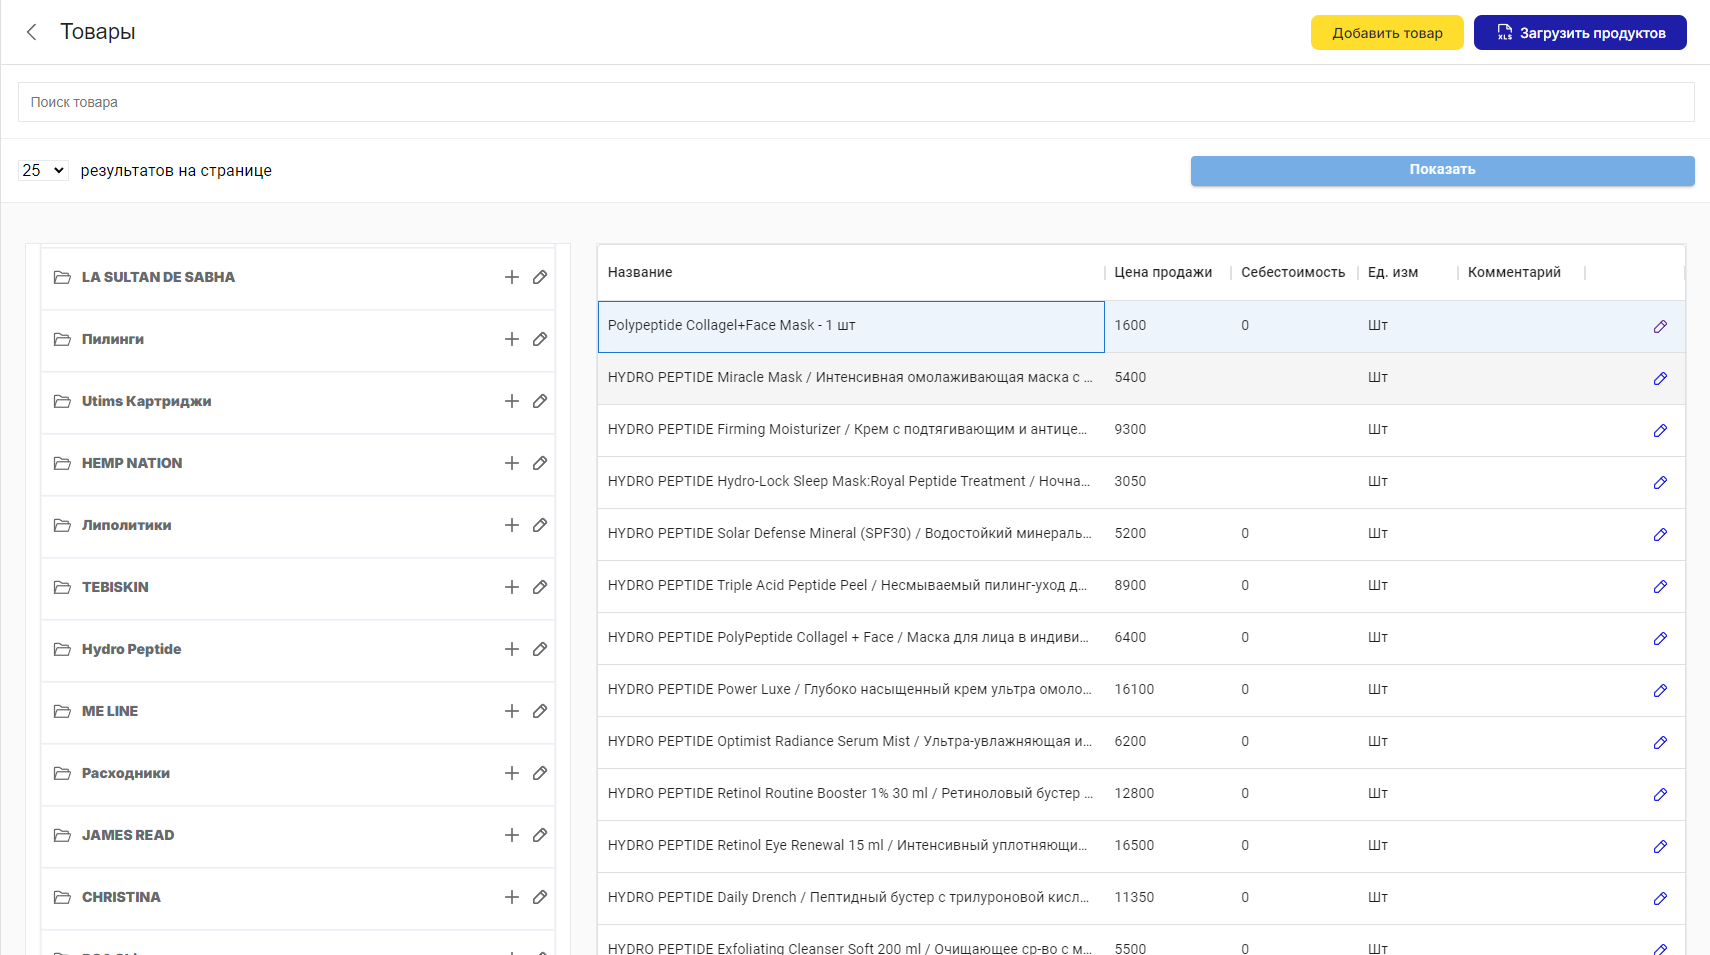 Товары
Добавить товар
XLS Загрузить продуктов
Поиск товара
25 результатов на странице
Показать
LA SULTAN DE SABHA
Пилинги
Utims Картриджи
HEMP NATION
Липолитики
TEBISKIN
Hydro Peptide
ME LINE
Расходники
JAMES READ
CHRISTINA
Название Цена продажи Себестоимость Ед. изм Комментарий
Polypeptide Collagel+Face Mask - 1 шт 1600 0 Шт
HYDRO PEPTIDE Miracle Mask / Интенсивная омолаживающая маска с ... 5400 Шт
HYDRO PEPTIDE Firming Moisturizer / Крем с подтягивающим и антице... 9300 Шт
HYDRO PEPTIDE Hydro-Lock Sleep Mask:Royal Peptide Treatment / Ночна... 3050 Шт
HYDRO PEPTIDE Solar Defense Mineral (SPF30) / Водостойкий минераль... 5200 0 Шт
HYDRO PEPTIDE Triple Acid Peptide Peel / Несмываемый пилинг-уход д... 8900 0 Шт
HYDRO PEPTIDE PolyPeptide Collagel + Face / Маска для лица в индиви... 6400 0 Шт
HYDRO PEPTIDE Power Luxe / Глубоко насыщенный крем ультра омоло... 16100 0 Шт
HYDRO PEPTIDE Optimist Radiance Serum Mist / Ультра-увлажняющая и... 6200 0 Шт
HYDRO PEPTIDE Retinol Routine Booster 1% 30 ml / Ретиноловый бустер ... 12800 0 Шт
HYDRO PEPTIDE Retinol Eye Renewal 15 ml / Интенсивный уплотняющи... 16500 0 Шт
HYDRO PEPTIDE Daily Drench / Пептидный бустер с трилуроновой кисл... 11350 0 Шт
HYDRO PEPTIDE Exfoliating Cleanser Soft 200 ml / Очищающее ср-во с м... 5500 0 Шт